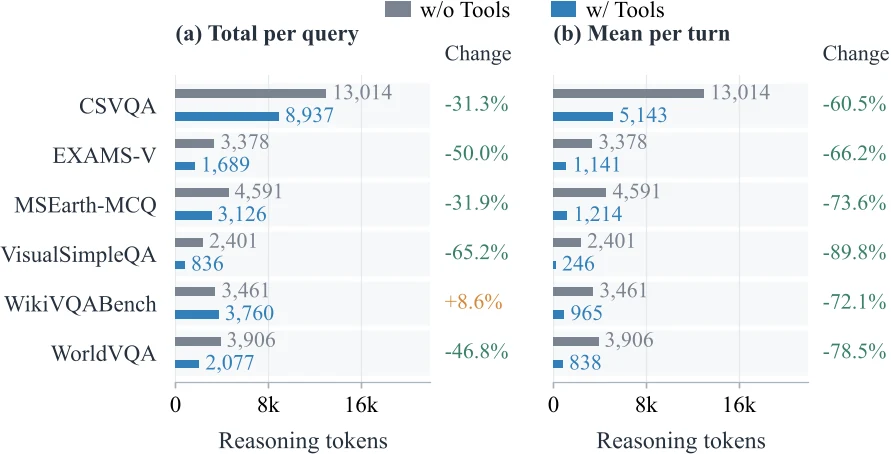 w/o Tools w/ Tools
(a) Total per query
Change
CSVQA 13,014 8,937 -31.3%
EXAMS-V 3,378 1,689 -50.0%
MSEarth-MCQ 4,591 3,126 -31.9%
VisualSimpleQA 2,401 836 -65.2%
WikiVQABench 3,461 3,760 +8.6%
WorldVQA 3,906 2,077 -46.8%
0 8k 16k
Reasoning tokens
(b) Mean per turn
Change
13,014 5,143 -60.5%
3,378 1,141 -66.2%
4,591 1,214 -73.6%
2,401 246 -89.8%
3,461 965 -72.1%
3,906 838 -78.5%
0 8k 16k
Reasoning tokens